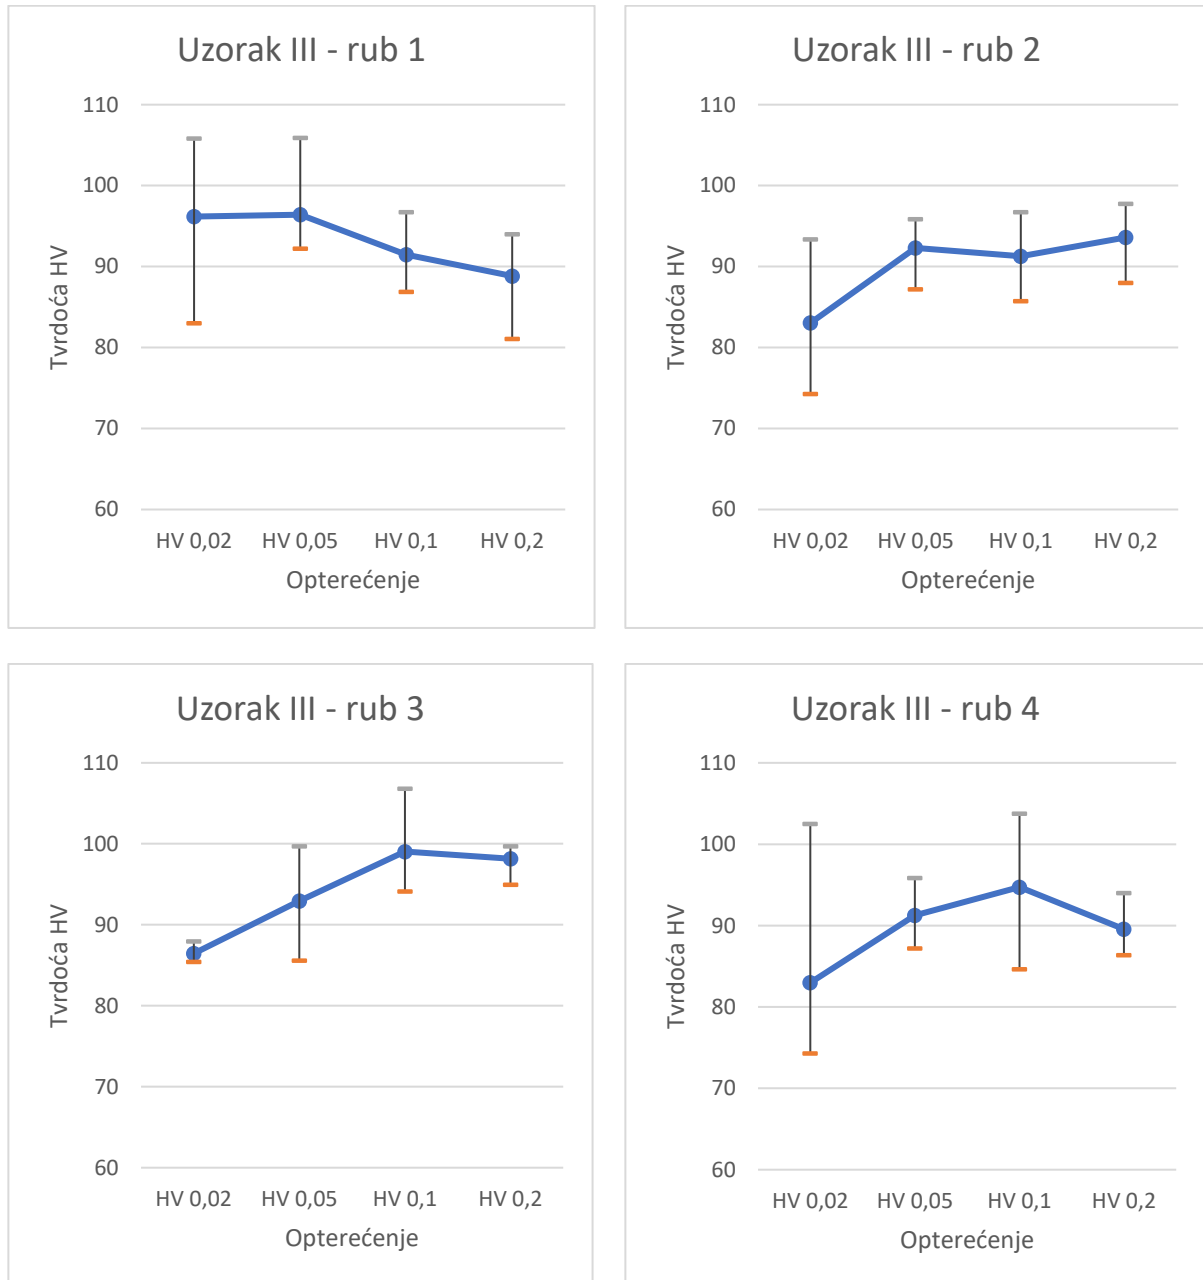 Uzorak III - rub 1
110
100
90
80
70
60
Tvrdoća HV
HV 0,02 HV 0,05 HV 0,1 HV 0,2
Opterećenje
Uzorak III - rub 2
110
100
90
80
70
60
Tvrdoća HV
HV 0,02 HV 0,05 HV 0,1 HV 0,2
Opterećenje
Uzorak III - rub 3
110
100
90
80
70
60
Tvrdoća HV
HV 0,02 HV 0,05 HV 0,1 HV 0,2
Opterećenje
Uzorak III - rub 4
110
100
90
80
70
60
Tvrdoća HV
HV 0,02 HV 0,05 HV 0,1 HV 0,2
Opterećenje